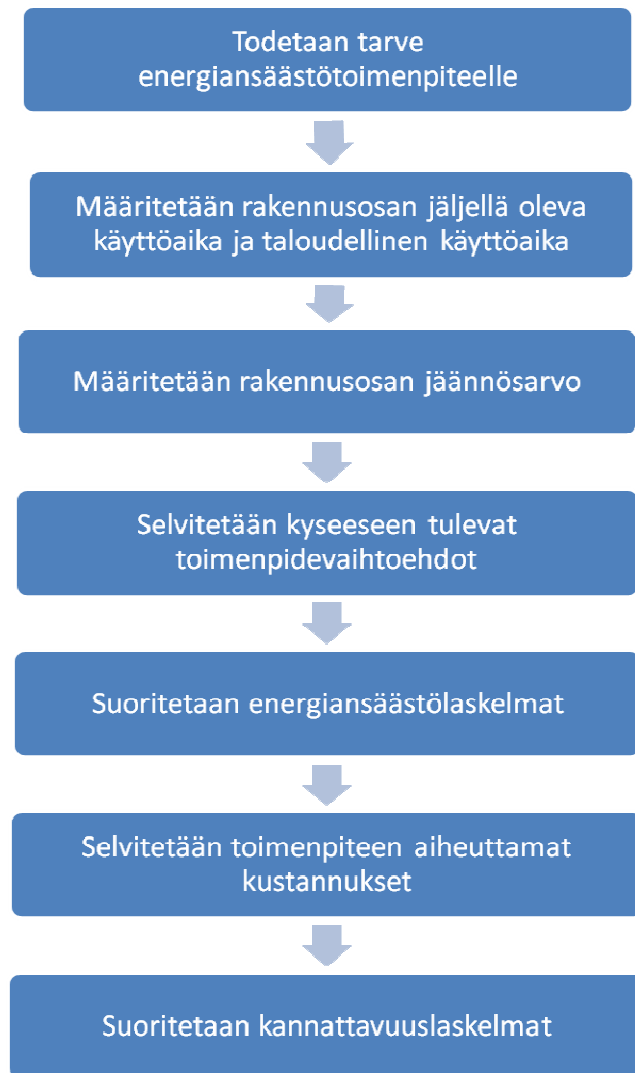 Todetaan tarve
energiansäästötoimenpiteelle
Määritetään rakennusosan jäljellä oleva
käyttöaika ja taloudellinen käyttöaika
Määritetään rakennusosan jäännösarvo
Selvitetään kyseeseen tulevat
toimenpidevaihtoehdot
Suoritetaan energiansäästölaskelmat
Selvitetään toimenpiteen aiheuttamat
kustannukset
Suoritetaan kannattavuuslaskelmat